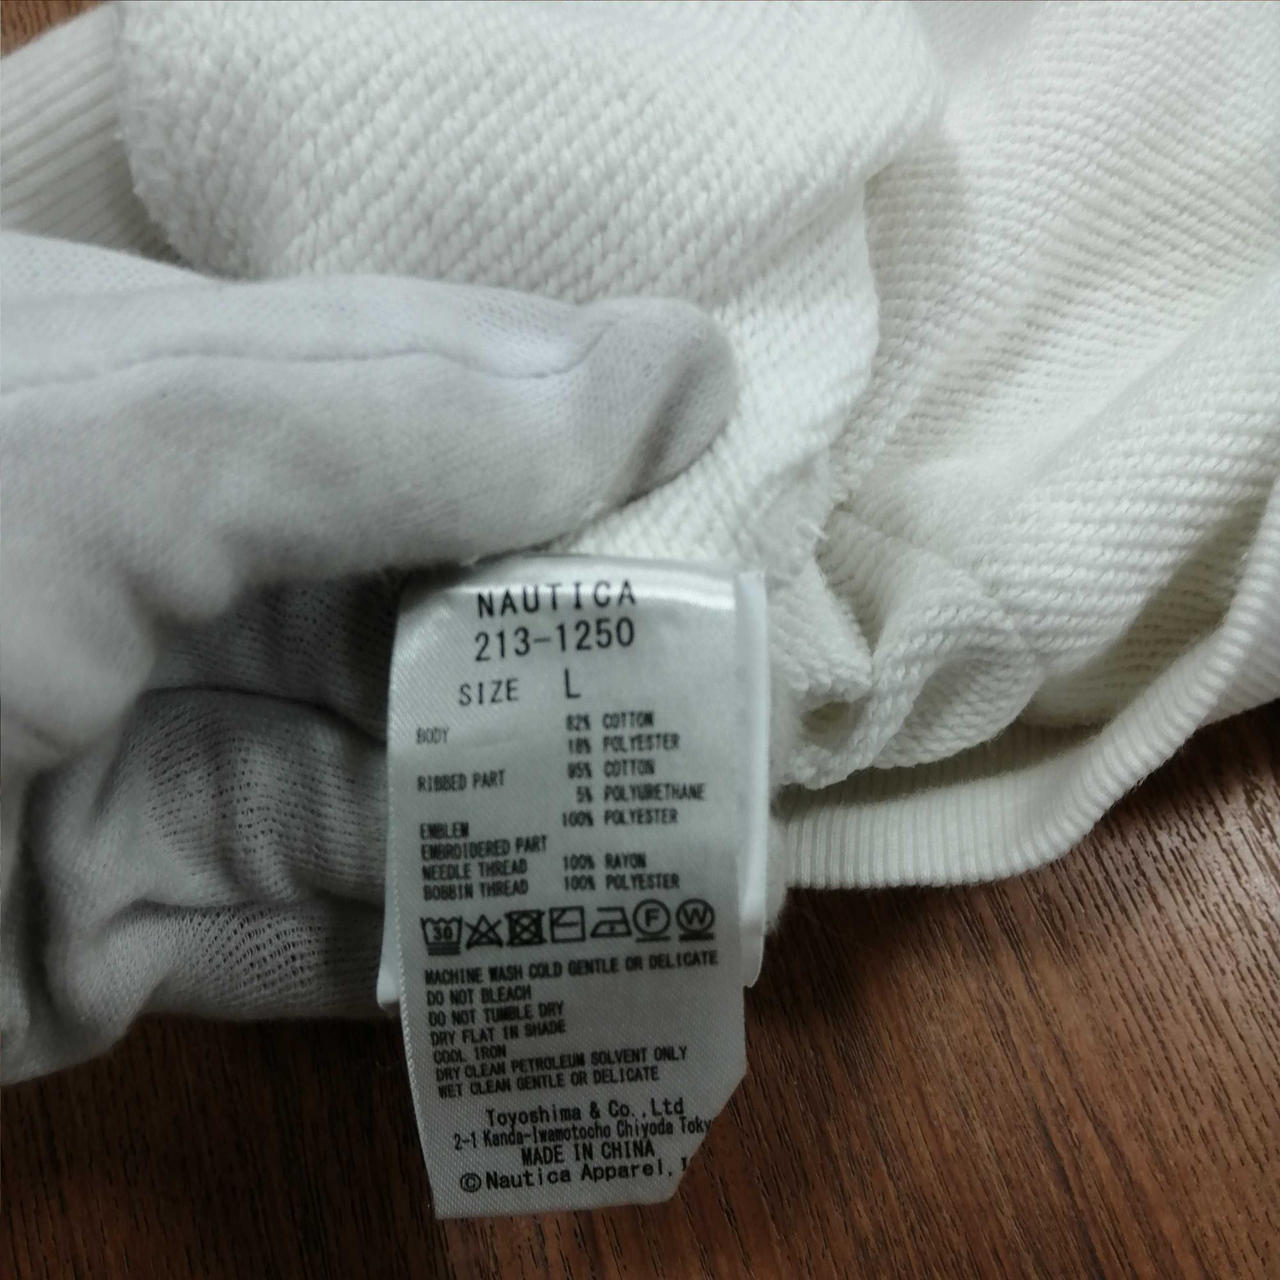 NAUTICA
213-1250
SIZE L
BODY 82% COTTON
18% POLYESTER
RIBBED PART 95% COTTON
5% POLYURETHANE
EMBLEM 100% POLYESTER
EMBROIDERED PART
NEEDLE THREAD 100% RAYON
BOBBIN THREAD 100% POLYESTER
30 F W
MACHINE WASH COLD GENTLE OR DELICATE
DO NOT BLEACH
DO NOT TUMBLE DRY
DRY FLAT IN SHADE
COOL IRON
DRY CLEAN PETROLEUM SOLVENT ONLY
WET CLEAN GENTLE OR DELICATE
Toyoshima & Co.,Ltd
2-1 Kanda-Iwamotocho Chiyoda Toky
MADE IN CHINA
©Nautica Apparel,